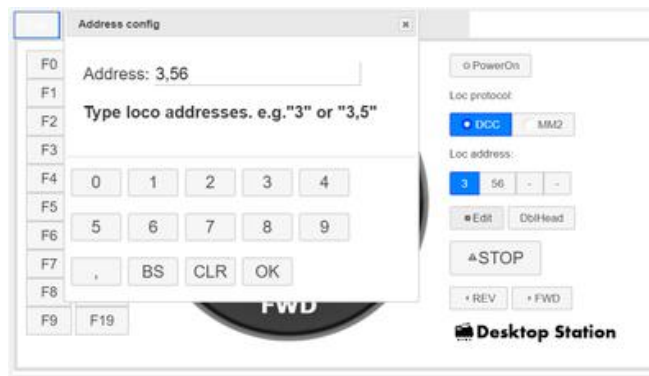 Address config
Address: 3,56
Type loco addresses. e.g."3" or "3,5"
0 1 2 3 4
5 6 7 8 9
, BS CLR OK
F0
F1
F2
F3
F4
F5
F6
F7
F8
F9 F19
FWD
PowerOn
Loc protocol:
DCC MM2
Loc address:
3 56 - -
Edit DblHead
STOP
REV FWD
Desktop Station